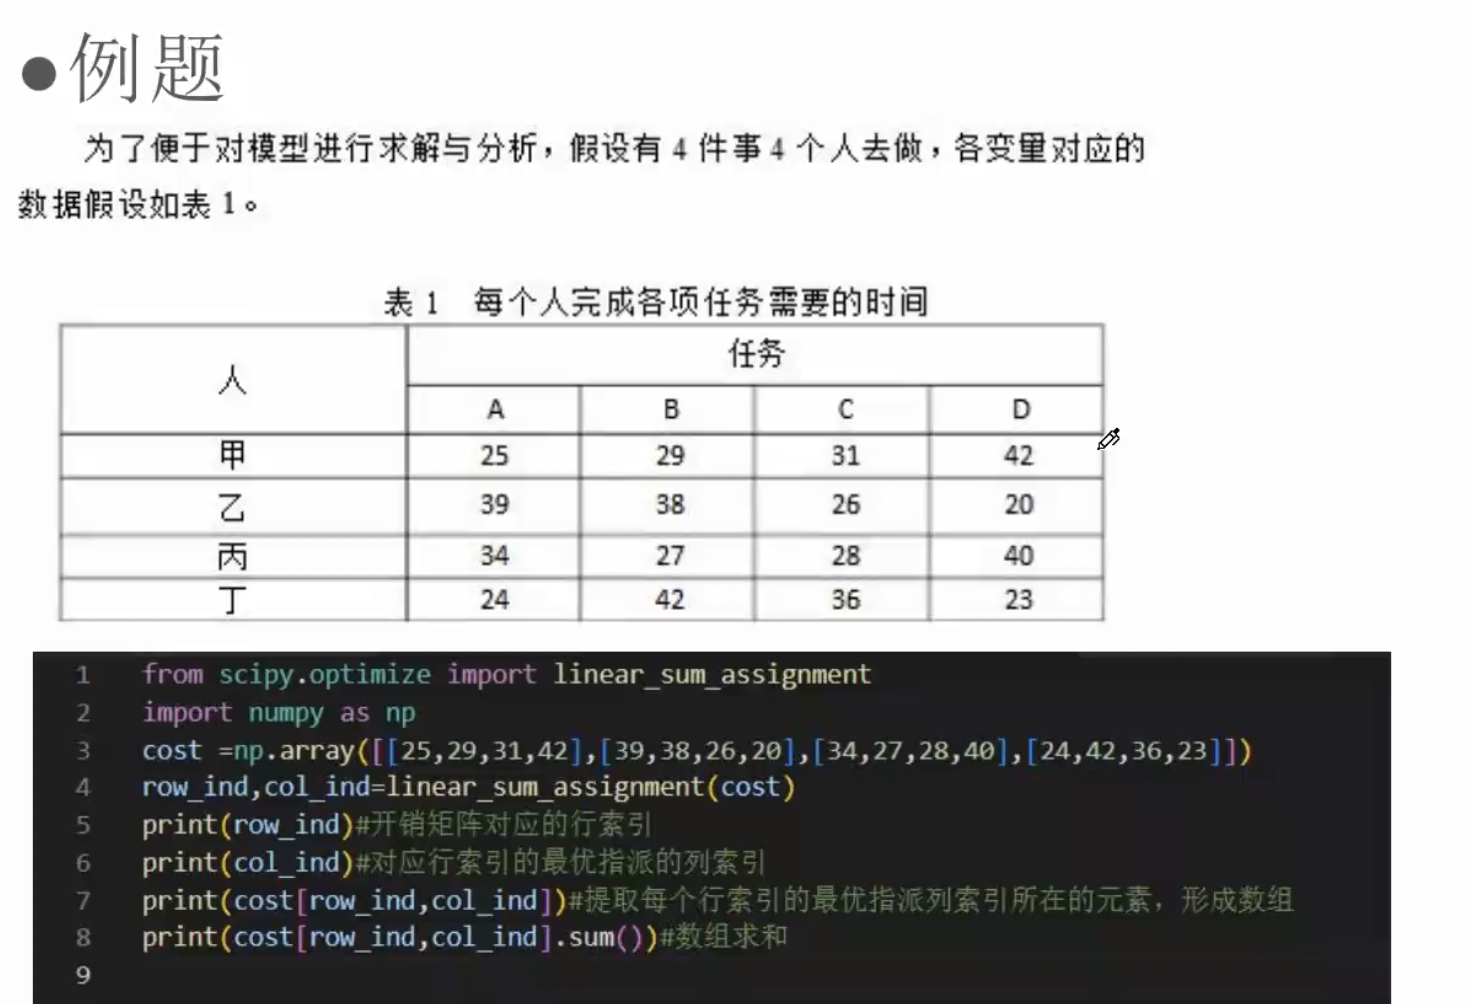 ●例题
为了便于对模型进行求解与分析，假设有 4 件事 4 个人去做，各变量对应的
数据假设如表 1。
表 1 每个人完成各项任务需要的时间
人 任务
A B C D
甲 25 29 31 42
乙 39 38 26 20
丙 34 27 28 40
丁 24 42 36 23
1 from scipy.optimize import linear_sum_assignment
2 import numpy as np
3 cost =np.array([[25,29,31,42],[39,38,26,20],[34,27,28,40],[24,42,36,23]])
4 row_ind,col_ind=linear_sum_assignment(cost)
5 print(row_ind)#开销矩阵对应的行索引
6 print(col_ind)#对应行索引的最优指派的列索引
7 print(cost[row_ind,col_ind])#提取每个行索引的最优指派列索引所在的元素，形成数组
8 print(cost[row_ind,col_ind].sum())#数组求和
9